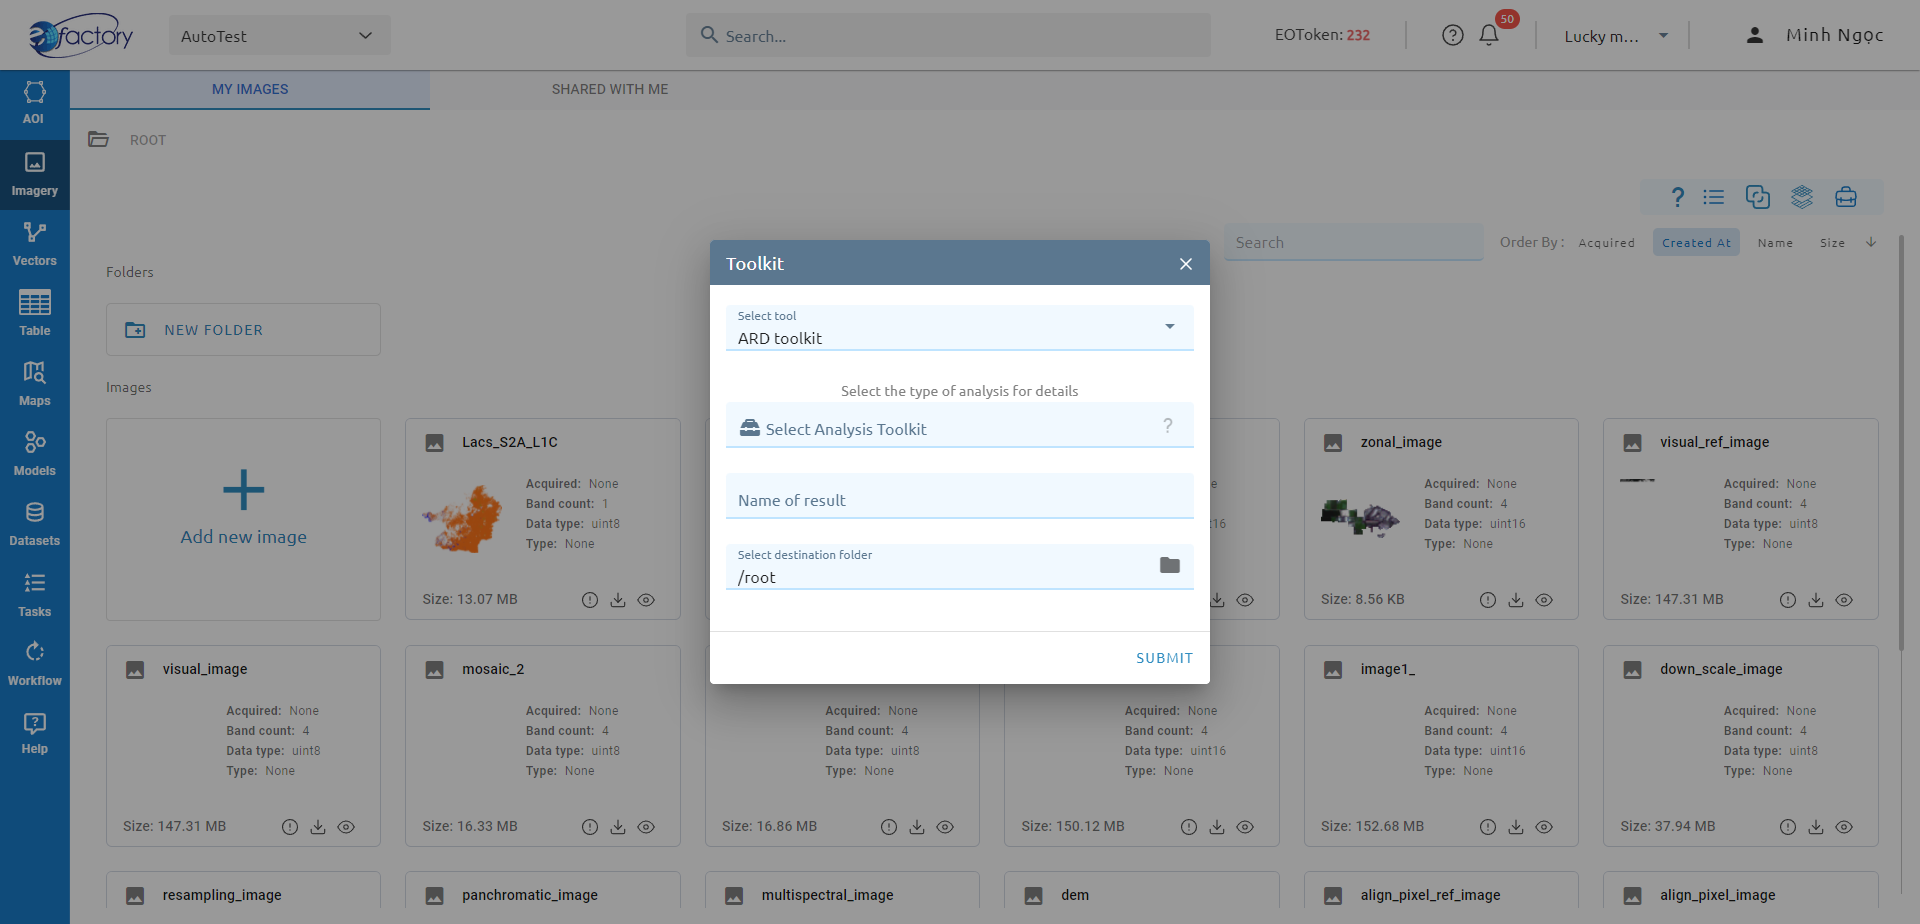 eofactory
AutoTest
Search...
EOToken: 232
50
Lucky m...
Minh Ngọc
AOI
Imagery
Vectors
Table
Maps
Models
Datasets
Tasks
Workflow
Help
MY IMAGES
SHARED WITH ME
ROOT
Search
Order By :
Acquired
Created At
Name
Size
Folders
NEW FOLDER
Images
Add new image
Lacs_S2A_L1C
Acquired: None
Band count: 1
Data type: uint8
Type: None
Size: 13.07 MB
zonal_image
Acquired: None
Band count: 4
Data type: uint16
Type: None
Size: 8.56 KB
visual_ref_image
Acquired: None
Band count: 4
Data type: uint8
Type: None
Size: 147.31 MB
Toolkit
Select tool
ARD toolkit
Select the type of analysis for details
Select Analysis Toolkit
?
Name of result
Select destination folder
/root
SUBMIT
visual_image
Acquired: None
Band count: 4
Data type: uint8
Type: None
Size: 147.31 MB
mosaic_2
Acquired: None
Band count: 4
Data type: uint8
Type: None
Size: 16.33 MB
Acquired: None
Band count: 4
Data type: uint8
Type: None
Size: 16.86 MB
Acquired: None
Band count: 4
Data type: uint16
Type: None
Size: 150.12 MB
image1_
Acquired: None
Band count: 4
Data type: uint16
Type: None
Size: 152.68 MB
down_scale_image
Acquired: None
Band count: 4
Data type: uint8
Type: None
Size: 37.94 MB
resampling_image
panchromatic_image
multispectral_image
dem
align_pixel_ref_image
align_pixel_image